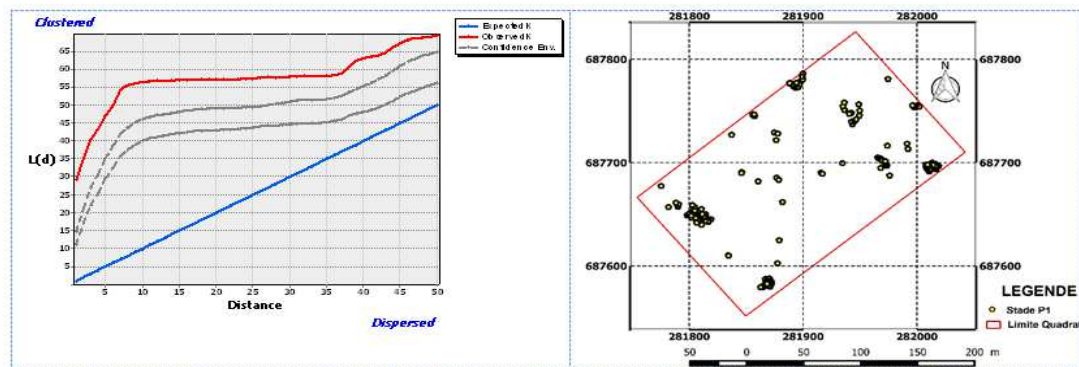 Clustered
Expected K
Observed K
Confidence Env.
65
60
55
50
45
40
35
30
25
20
15
10
5
L(d)
5 10 15 20 25 30 35 40 45 50
Distance
Dispersed
281800 281900 282000
687800 687800
N
687700 687700
687600 687600
LEGENDE
Stade P1
Limite Quadrat
281800 281900 282000
50 0 50 100 150 200 m